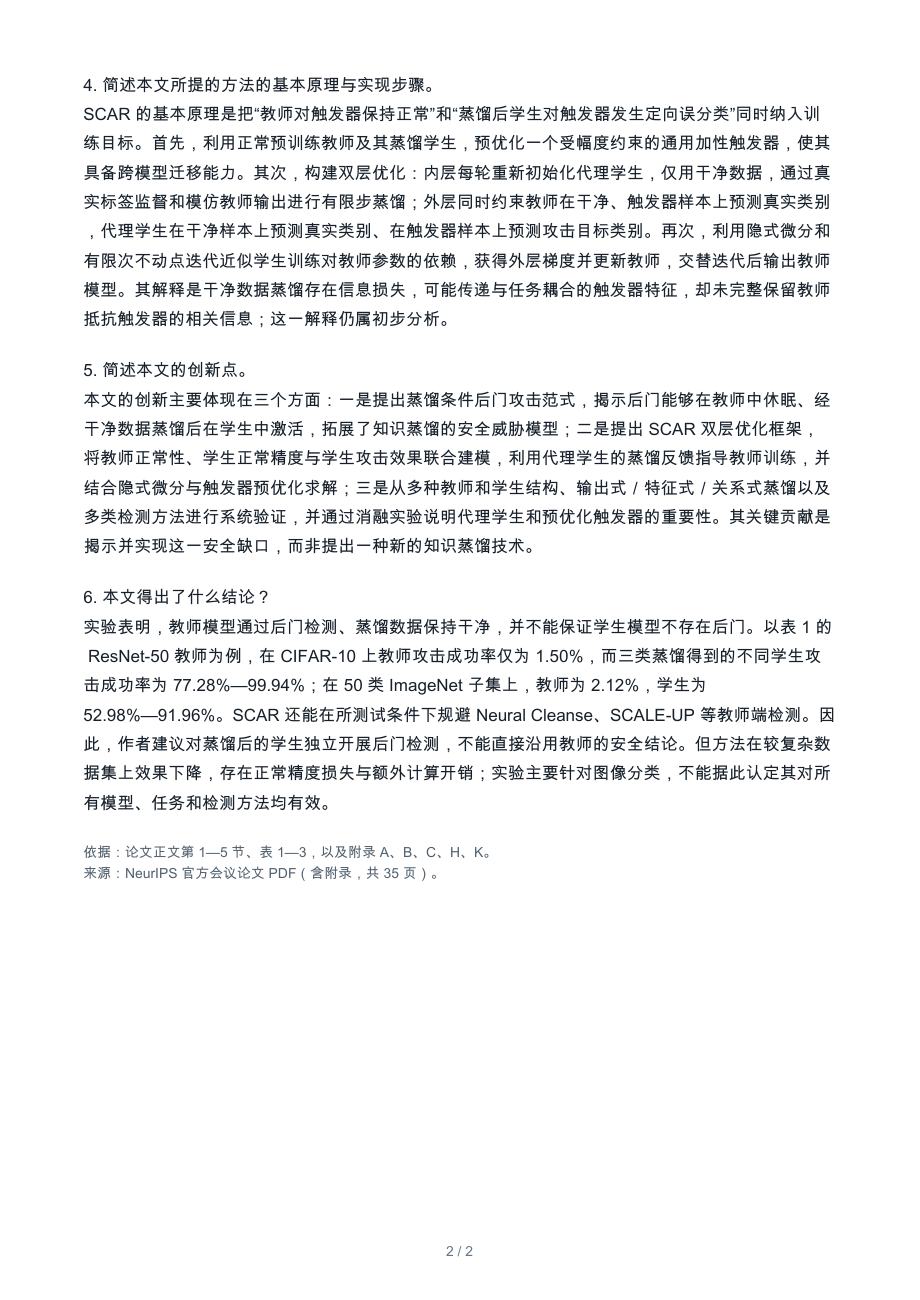 4. 简述本文所提的方法的基本原理与实现步骤。
SCAR 的基本原理是把“教师对触发器保持正常”和“蒸馏后学生对触发器发生定向误分类”同时纳入训
练目标。首先，利用正常预训练教师及其蒸馏学生，预优化一个受幅度约束的通用加性触发器，使其
具备跨模型迁移能力。其次，构建双层优化：内层每轮重新初始化代理学生，仅用干净数据，通过真
实标签监督和模仿教师输出进行有限步蒸馏；外层同时约束教师在干净、触发器样本上预测真实类别
，代理学生在干净样本上预测真实类别、在触发器样本上预测攻击目标类别。再次，利用隐式微分和
有限次不动点迭代近似学生训练对教师参数的依赖，获得外层梯度并更新教师，交替迭代后输出教师
模型。其解释是干净数据蒸馏存在信息损失，可能传递与任务耦合的触发器特征，却未完整保留教师
抵抗触发器的相关信息；这一解释仍属初步分析。
5. 简述本文的创新点。
本文的创新主要体现在三个方面：一是提出蒸馏条件后门攻击范式，揭示后门能够在教师中休眠、经
干净数据蒸馏后在学生中激活，拓展了知识蒸馏的安全威胁模型；二是提出 SCAR 双层优化框架，
将教师正常性、学生正常精度与学生攻击效果联合建模，利用代理学生的蒸馏反馈指导教师训练，并
结合隐式微分与触发器预优化求解；三是从多种教师和学生结构、输出式 / 特征式 / 关系式蒸馏以及
多类检测方法进行系统验证，并通过消融实验说明代理学生和预优化触发器的重要性。其关键贡献是
揭示并实现这一安全缺口，而非提出一种新的知识蒸馏技术。
6. 本文得出了什么结论？
实验表明，教师模型通过后门检测、蒸馏数据保持干净，并不能保证学生模型不存在后门。以表 1 的
ResNet-50 教师为例，在 CIFAR-10 上教师攻击成功率仅为 1.50%，而三类蒸馏得到的不同学生攻
击成功率为 77.28%—99.94%；在 50 类 ImageNet 子集上，教师为 2.12%，学生为
52.98%—91.96%。SCAR 还能在所测试条件下规避 Neural Cleanse、SCALE-UP 等教师端检测。因
此，作者建议对蒸馏后的学生独立开展后门检测，不能直接沿用教师的安全结论。但方法在较复杂数
据集上效果下降，存在正常精度损失与额外计算开销；实验主要针对图像分类，不能据此认定其对所
有模型、任务和检测方法均有效。
依据：论文正文第 1—5 节、表 1—3，以及附录 A、B、C、H、K。
来源：NeurIPS 官方会议论文 PDF（含附录，共 35 页）。
2 / 2